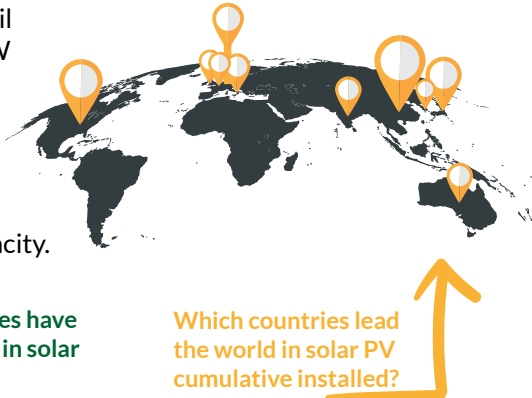 il
W
city.
es have
in solar
Which countries lead
the world in solar PV
cumulative installed?